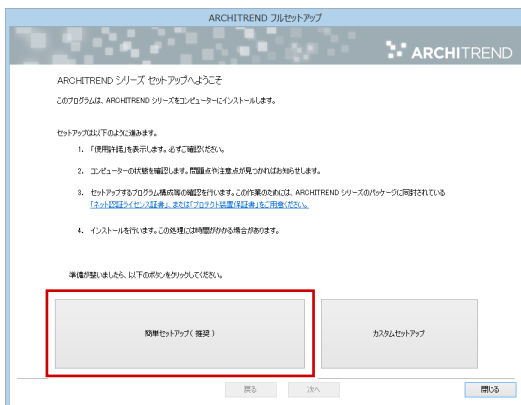 ARCHITREND フルセットアップ
ARCHITREND
ARCHITREND シリーズ セットアップへようこそ
このプログラムは、ARCHITREND シリーズをコンピューターにインストールします。
セットアップは以下のように進みます。
1. 「使用許諾」を表示します。必ずご確認ください。
2. コンピューターの状態を確認します。問題点や注意点が見つかればお知らせします。
3. セットアップするプログラム構成等の確認を行います。この作業のためには、ARCHITREND シリーズのパッケージに同封されている
「ネット認証ライセンス証書」、または「プロテクト装置保証書」をご用意ください。
4. インストールを行います。この処理には時間がかかる場合があります。
準備が整いましたら、以下のボタンをクリックしてください。
簡単セットアップ( 推奨 )
カスタムセットアップ
戻る
次へ
閉じる